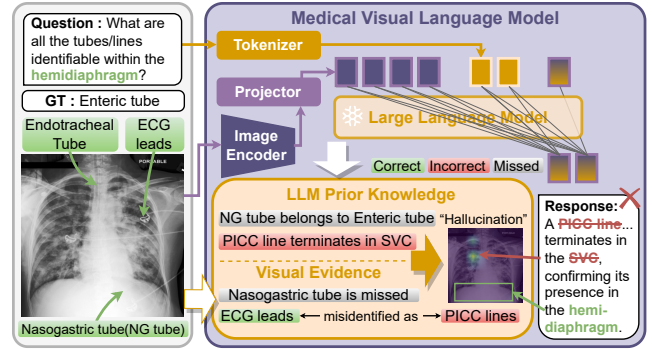 Question : What are
all the tubes/lines
identifiable within the
hemidiaphragm?
GT : Enteric tube
Endotracheal
Tube
ECG
leads
PORTABLE
Nasogastric tube(NG tube)
Medical Visual Language Model
Tokenizer
Projector
Image
Encoder
Large Language Model
Correct Incorrect Missed
LLM Prior Knowledge
NG tube belongs to Enteric tube
"Hallucination"
PICC line terminates in SVC
Visual Evidence
Nasogastric tube is missed
ECG leads misidentified as PICC lines
Response:
A PICC line...
terminates in
the SVC,
confirming its
presence in
the hemi-
diaphragm.